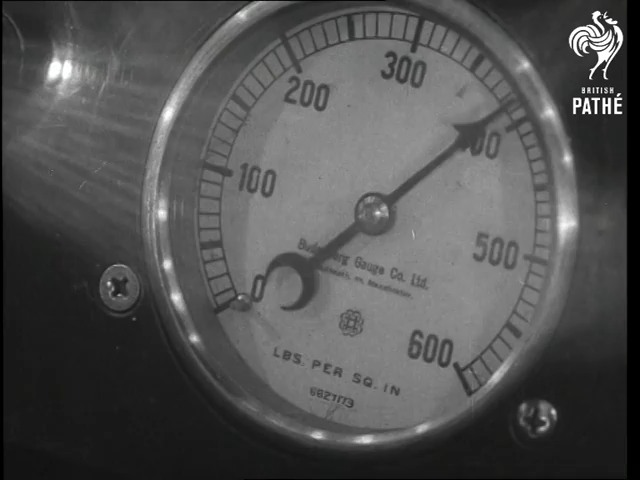 BRITISH
PATHÉ
300
200
100
500
0
600
Gauge Co. Ltd.
LBS. PER SQ. IN